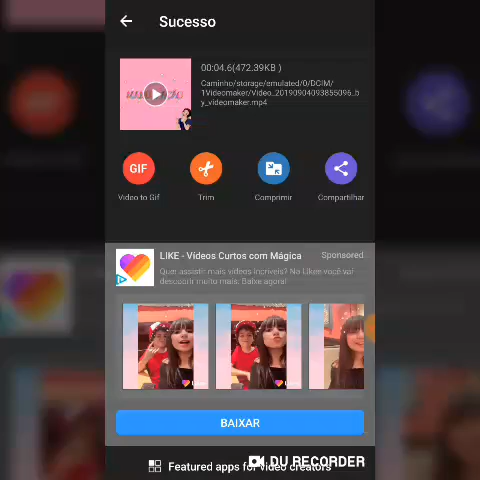 Sucesso
00:04.6(472.39KB )
Caminho/storage/emulated/0/DCIM/
1Videomaker/Video_20190904093855096_b
y_videomaker.mp4
GIF
Video to Gif
Trim
Comprimir
Compartilhar
LIKE - Vídeos Curtos com Mágica
Sponsored
Quer assistir mais vídeos incríveis? No Likee você vai
descobrir muito mais. Baixe agora!
BAIXAR
Featured apps for video creators
DU RECORDER